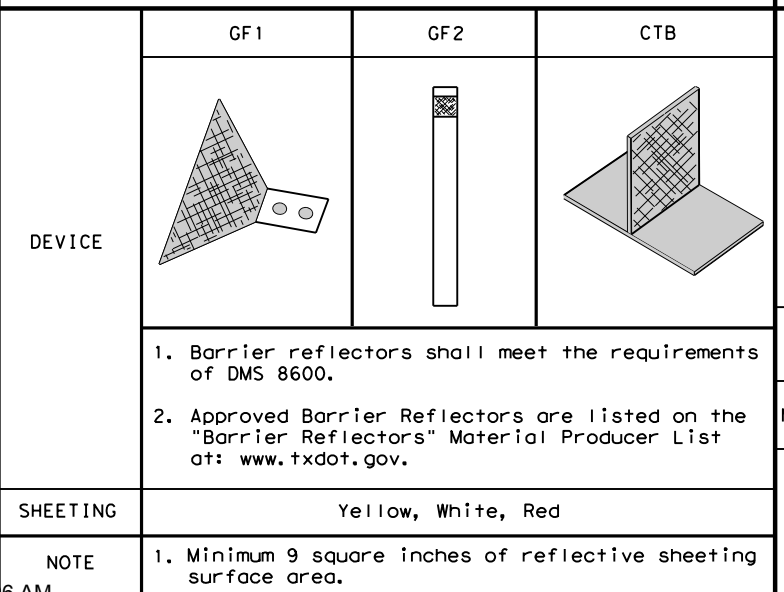 GF1 GF2 CTB
DEVICE
1. Barrier reflectors shall meet the requirements
of DMS 8600.
2. Approved Barrier Reflectors are listed on the
"Barrier Reflectors" Material Producer List
at: www.txdot.gov.
SHEETING Yellow, White, Red
NOTE 1. Minimum 9 square inches of reflective sheeting
surface area.
AM